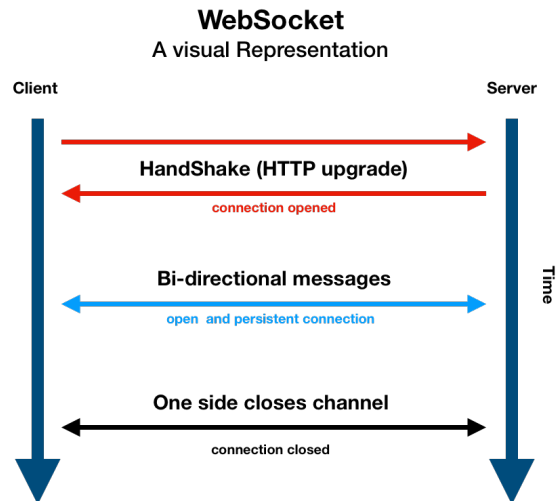 WebSocket
A visual Representation
Client
Server
HandShake (HTTP upgrade)
connection opened
Bi-directional messages
open and persistent connection
Time
One side closes channel
connection closed